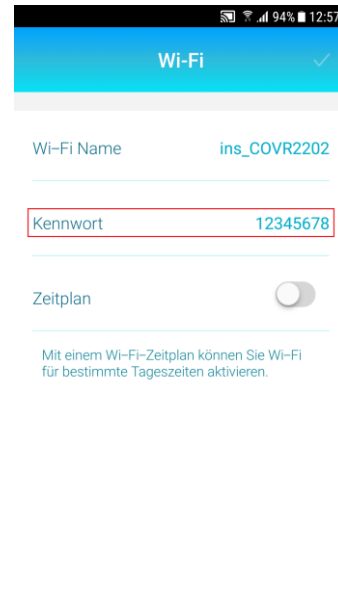 94% 12:57
Wi-Fi
Wi-Fi Name ins_COVR2202
Kennwort 12345678
Zeitplan
Mit einem Wi-Fi-Zeitplan können Sie Wi-Fi
für bestimmte Tageszeiten aktivieren.